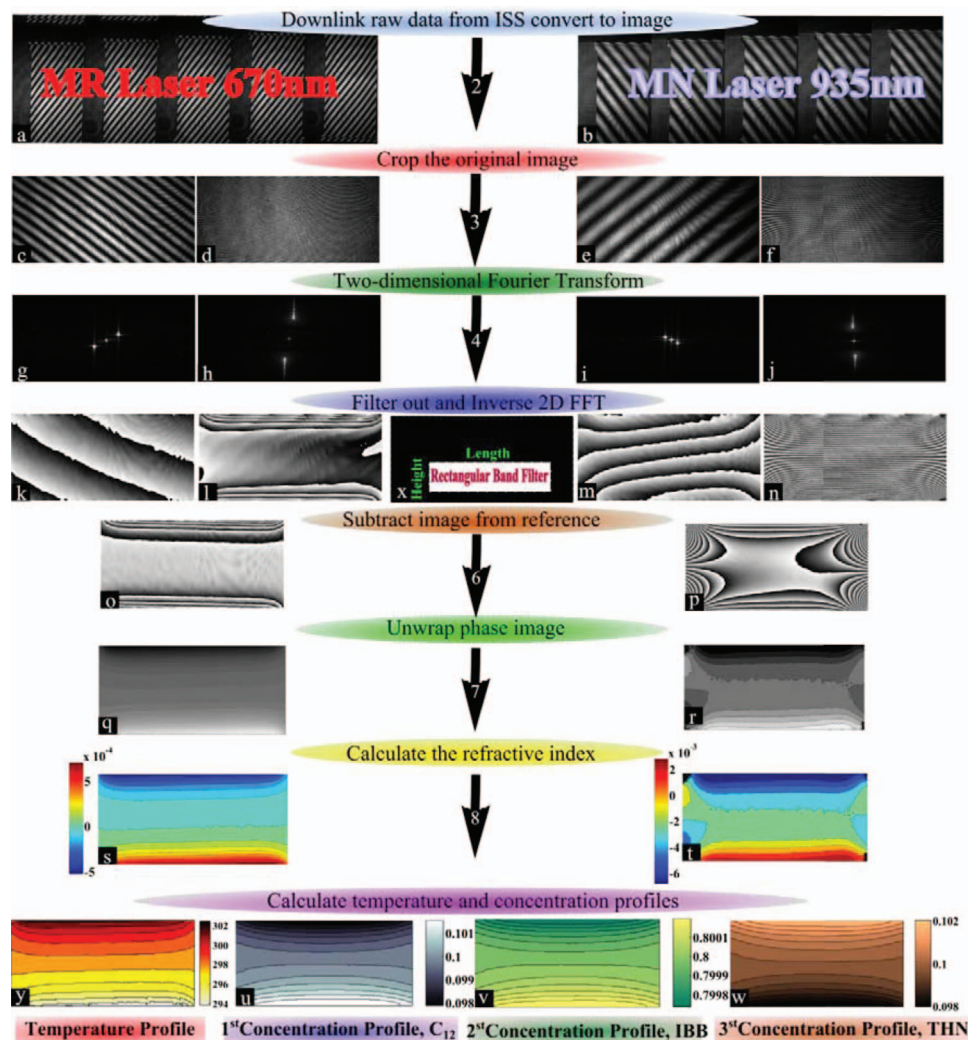 Downlink raw data from ISS convert to image
MR Laser 670nm
a
2
MN Laser 935nm
b
Crop the original image
c
d
3
e
f
Two-dimensional Fourier Transform
g
h
4
i
j
Filter out and Inverse 2D FFT
k
l
Height
Length
Rectangular Band Filter
x
m
n
Subtract image from reference
o
6
p
Unwrap phase image
q
7
r
Calculate the refractive index
x 10⁻⁴
5
0
-5
s
8
x 10⁻³
2
0
-2
-4
-6
t
Calculate temperature and concentration profiles
y
302
300
298
296
294
u
0.101
0.1
0.099
0.098
v
0.8001
0.8
0.7999
0.7998
w
0.102
0.1
0.098
Temperature Profile
1ˢᵗConcentration Profile, C₁₂
2ˢᵗConcentration Profile, IBB
3ˢᵗConcentration Profile, THN